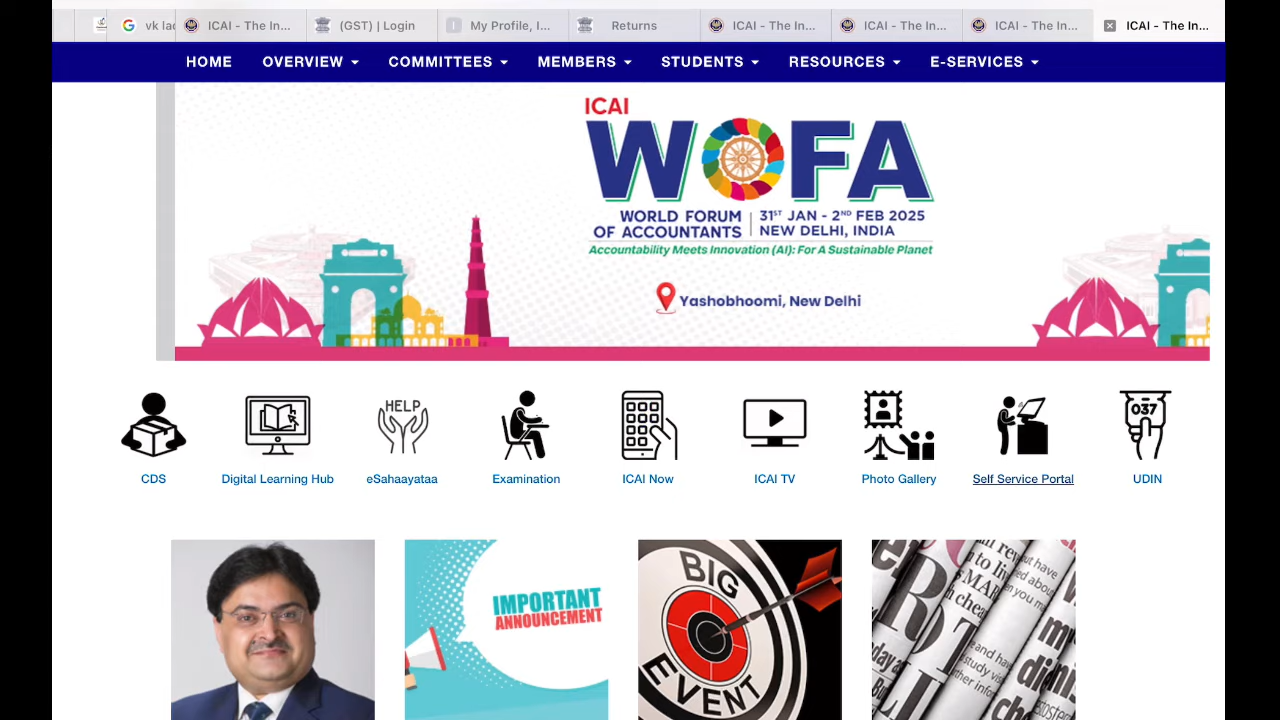 vk lac
ICAI - The In...
(GST) | Login
My Profile, I...
Returns
ICAI - The In...
ICAI - The In...
ICAI - The In...
ICAI - The In...
HOME
OVERVIEW
COMMITTEES
MEMBERS
STUDENTS
RESOURCES
E-SERVICES
ICAI
WOFA
WORLD FORUM
OF ACCOUNTANTS
31ST JAN - 2ND FEB 2025
NEW DELHI, INDIA
Accountability Meets Innovation (AI): For A Sustainable Planet
Yashobhoomi, New Delhi
HELP
037
CDS
Digital Learning Hub
eSahaayataa
Examination
ICAI Now
ICAI TV
Photo Gallery
Self Service Portal
UDIN
IMPORTANT
ANNOUNCEMENT
BIG
EVENT